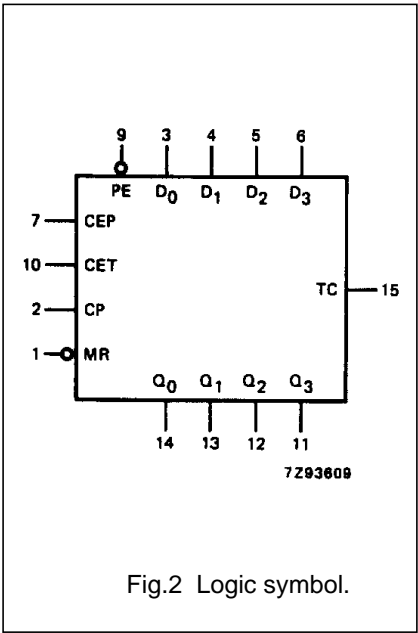 9 3 4 5 6
PE D0 D1 D2 D3
7 CEP
10 CET
TC 15
2 CP
1 MR
Q0 Q1 Q2 Q3
14 13 12 11
7Z93609
Fig.2 Logic symbol.